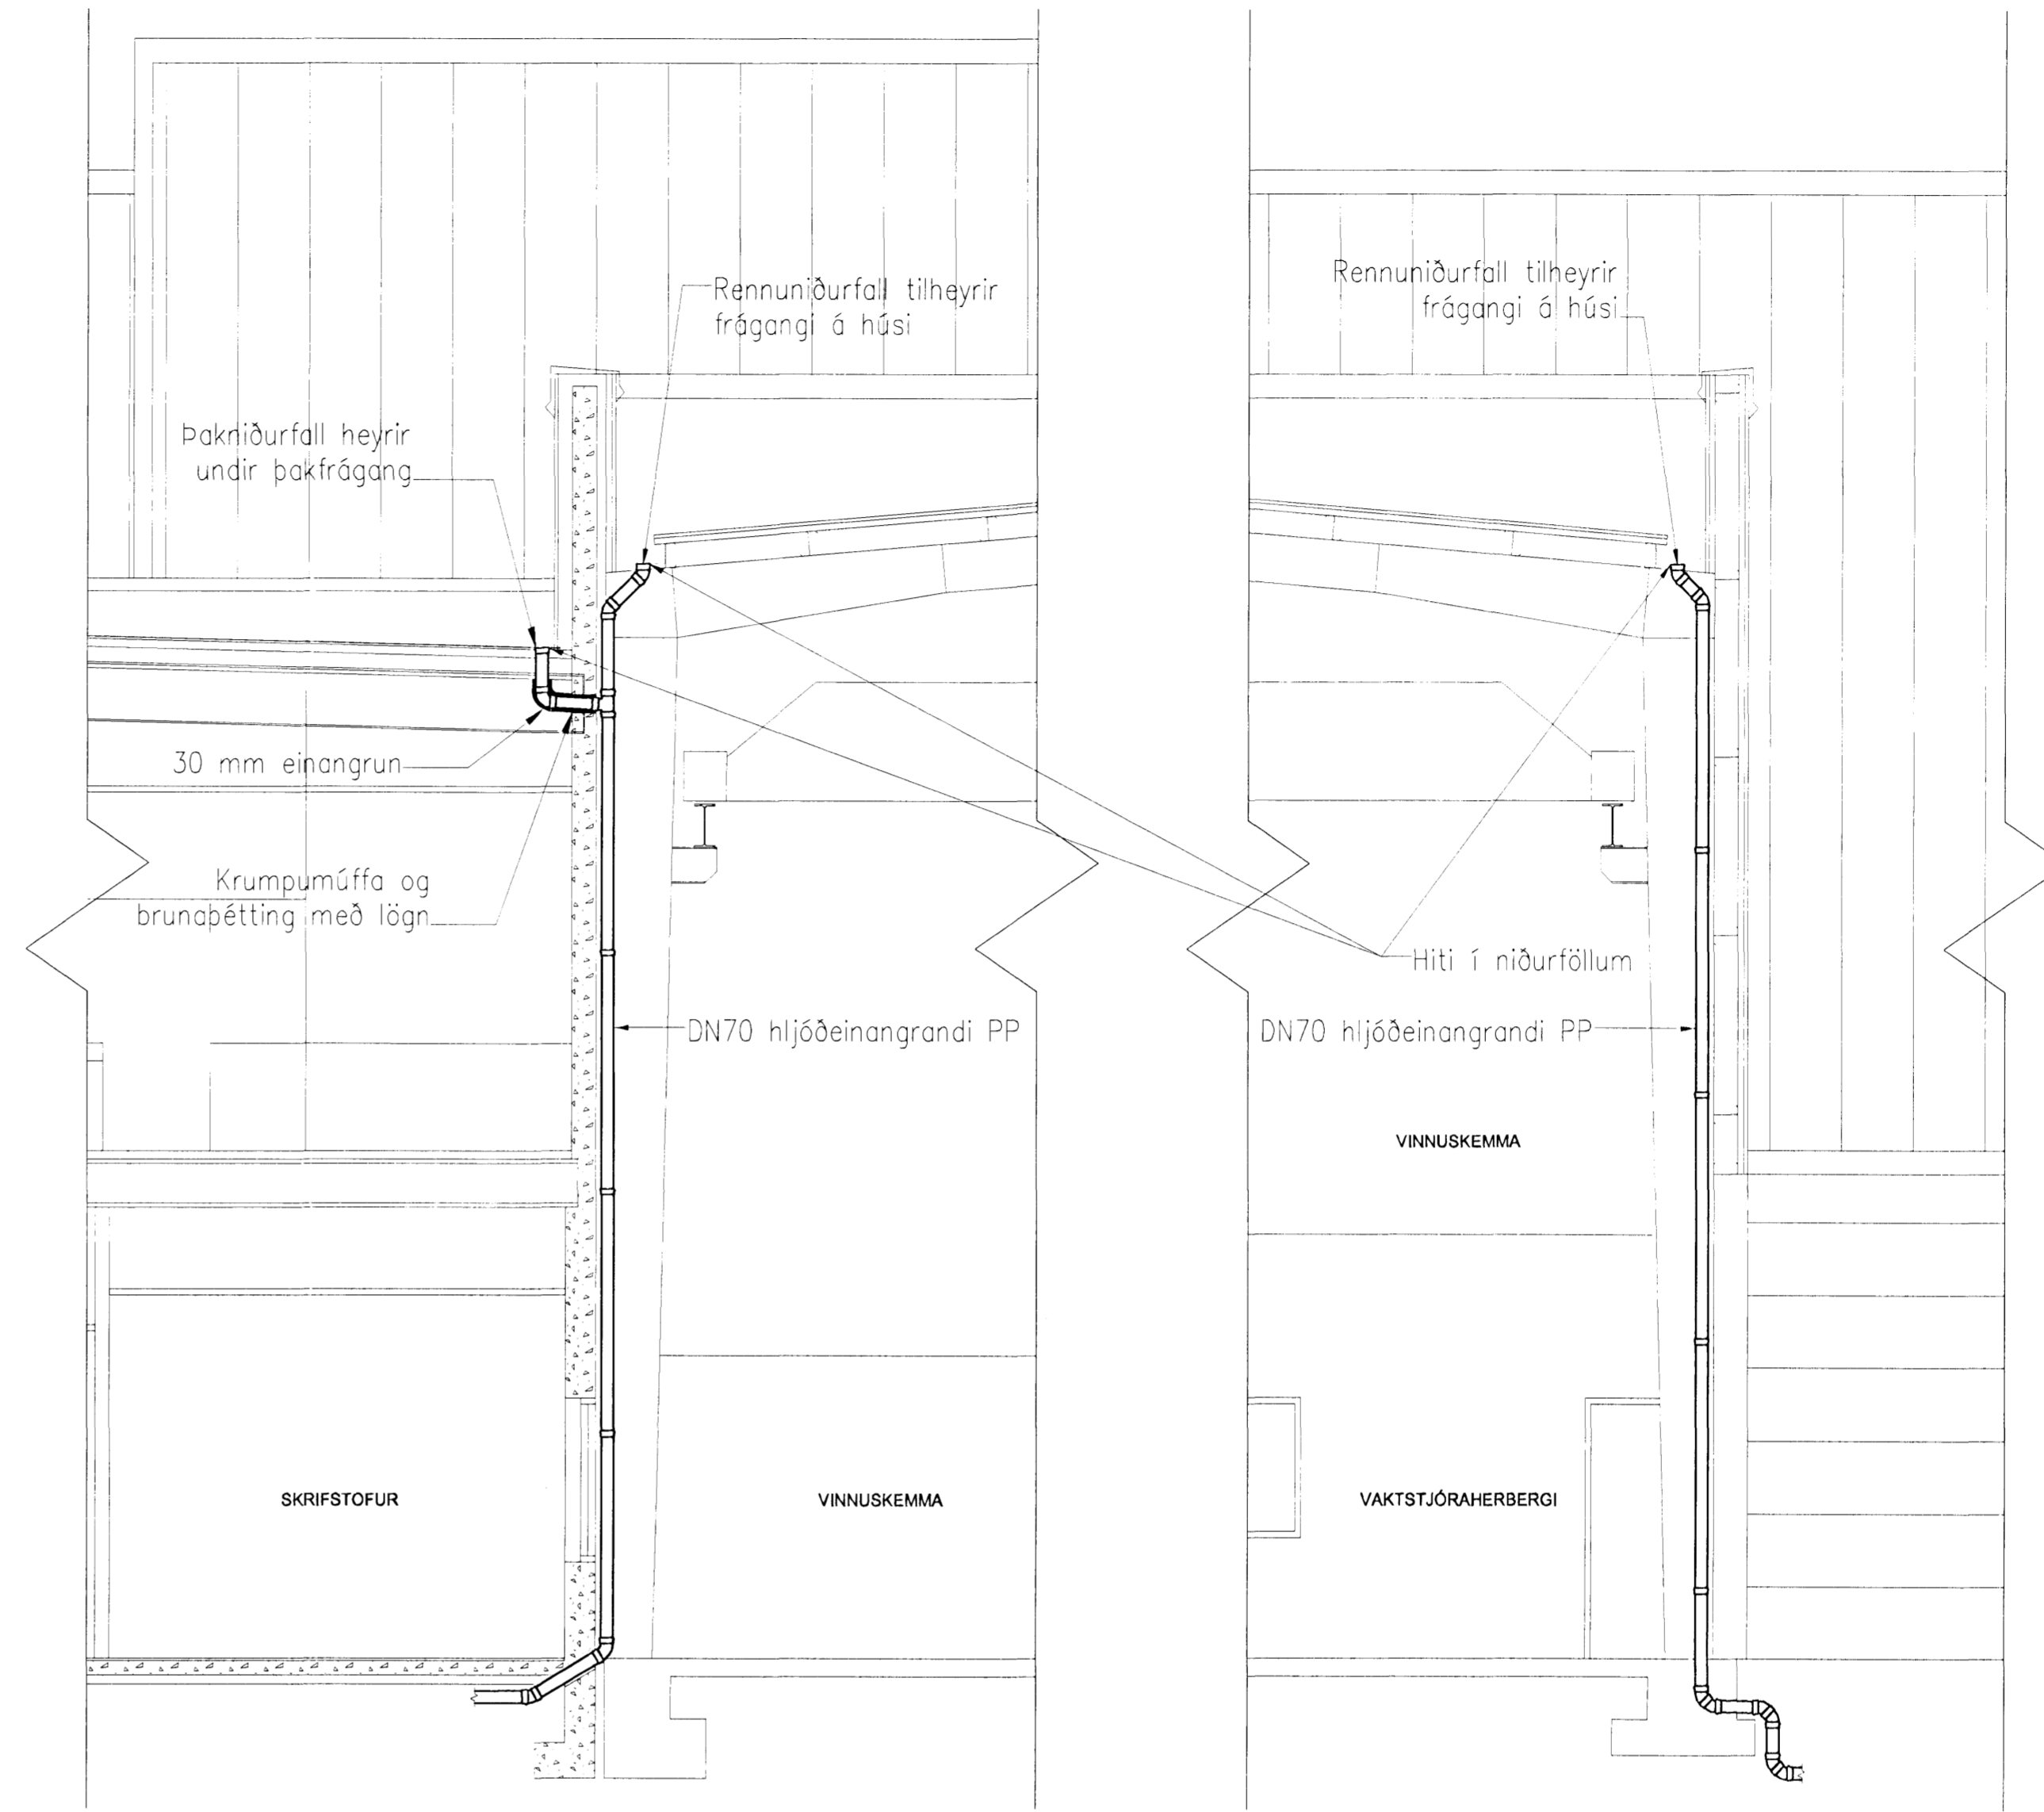 Rennuniðurfall tilheyrir
frágangi á húsi
Þakniðurfall heyrir
undir þakfrágang
30 mm einangrun
Krumpumúffa og
brunaþétting með lögn
DN70 hljóðeinangrandi PP
SKRIFSTOFUR
VINNUSKEMMA
Rennuniðurfall tilheyrir
frágangi á húsi
Hiti í niðurföllum
DN70 hljóðeinangrandi PP
VINNUSKEMMA
VAKTSTJÓRAHERBERGI